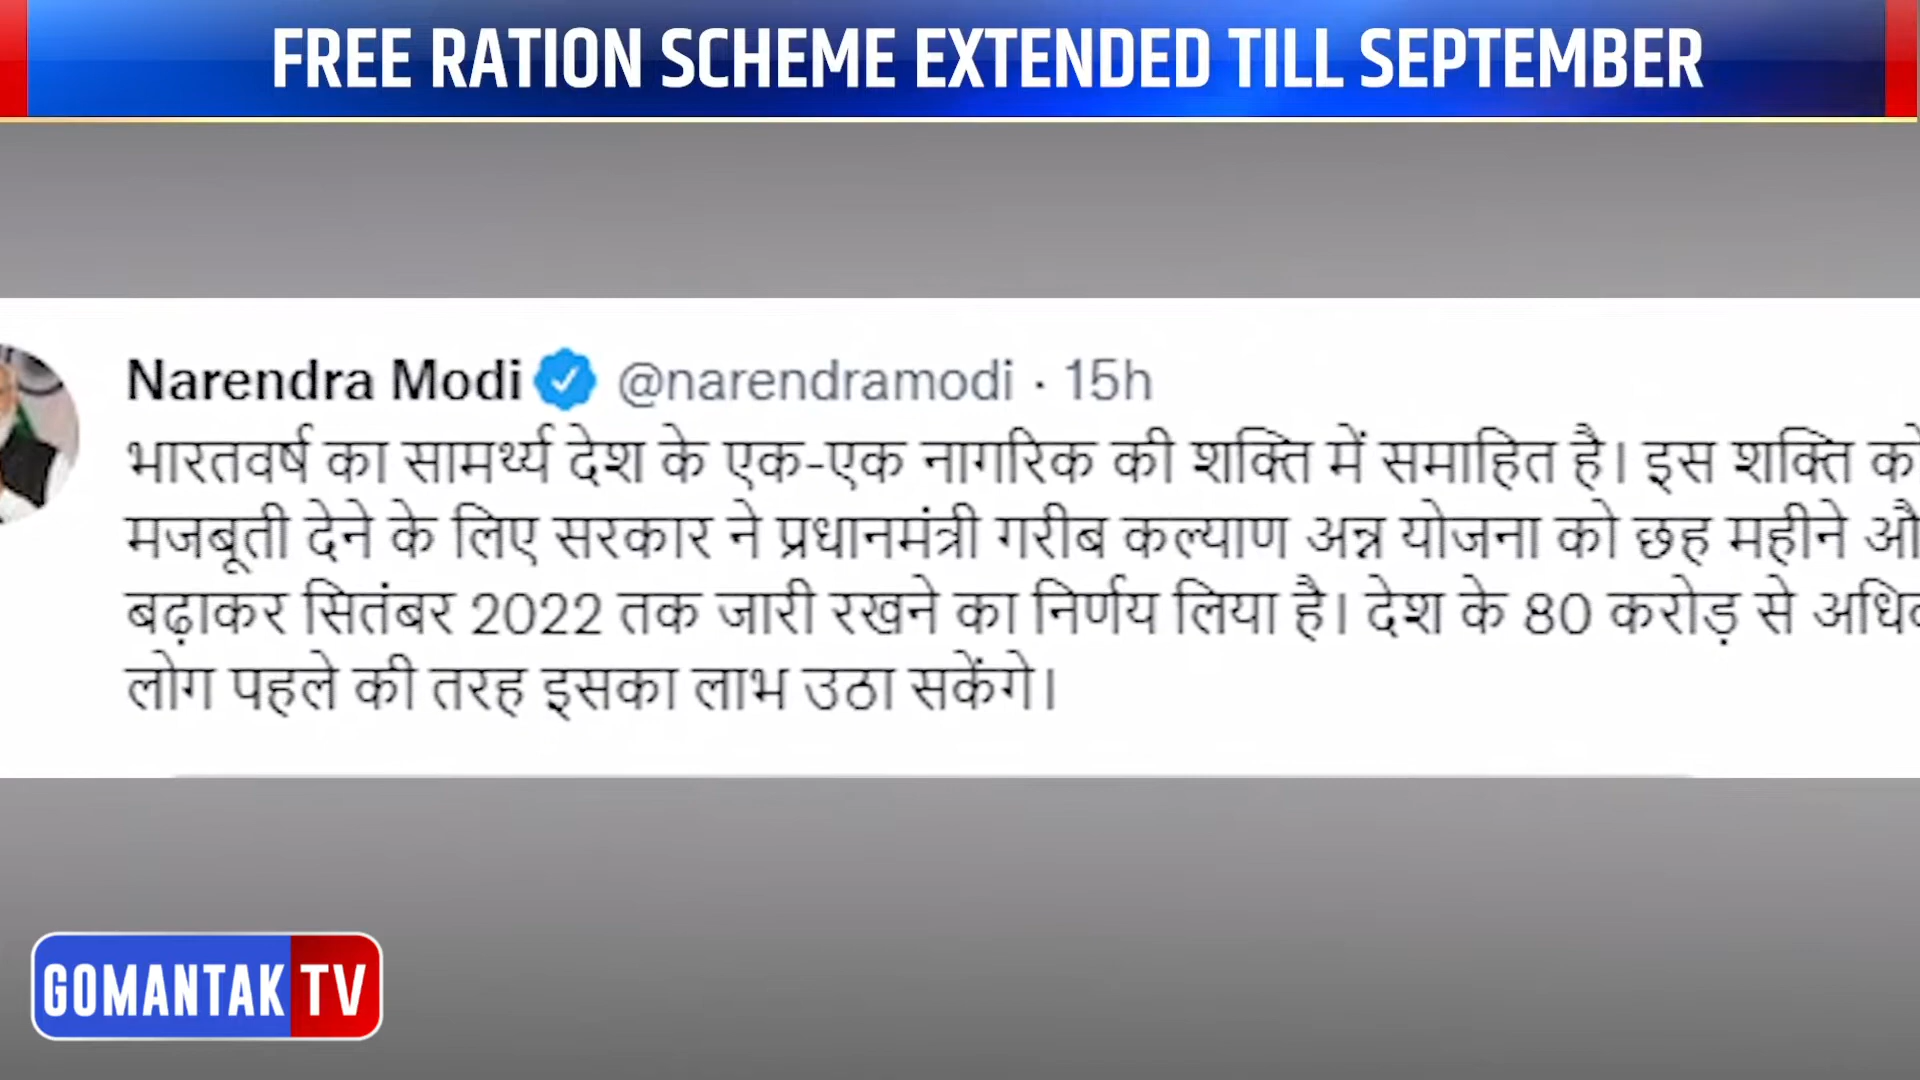 FREE RATION SCHEME EXTENDED TILL SEPTEMBER
Narendra Modi @narendramodi · 15h
भारतवर्ष का सामर्थ्य देश के एक-एक नागरिक की शक्ति में समाहित है। इस शक्ति को
मजबूती देने के लिए सरकार ने प्रधानमंत्री गरीब कल्याण अन्न योजना को छह महीने
बढ़ाकर सितंबर 2022 तक जारी रखने का निर्णय लिया है। देश के 80 करोड़ से
लोग पहले की तरह इसका लाभ उठा सकेंगे।
GOMANTAK TV